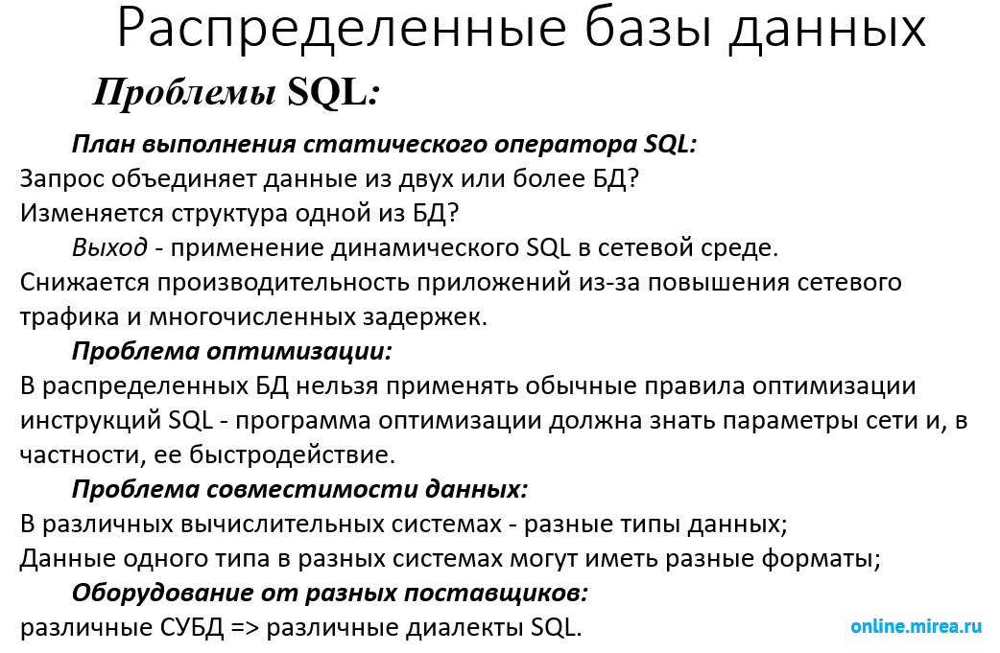 Распределенные базы данных
Проблемы SQL:
План выполнения статического оператора SQL:
Запрос объединяет данные из двух или более БД?
Изменяется структура одной из БД?
Выход - применение динамического SQL в сетевой среде.
Снижается производительность приложений из-за повышения сетевого
трафика и многочисленных задержек.
Проблема оптимизации:
В распределенных БД нельзя применять обычные правила оптимизации
инструкций SQL - программа оптимизации должна знать параметры сети и, в
частности, ее быстродействие.
Проблема совместимости данных:
В различных вычислительных системах - разные типы данных;
Данные одного типа в разных системах могут иметь разные форматы;
Оборудование от разных поставщиков:
различные СУБД => различные диалекты SQL.
online.mirea.ru